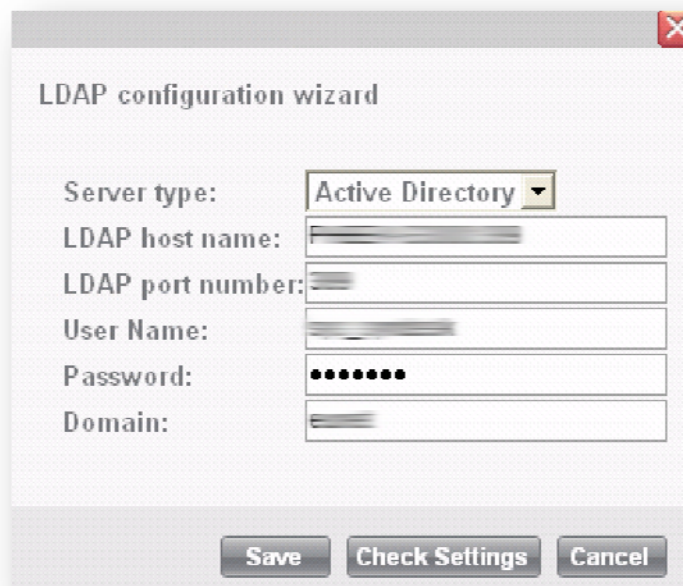 LDAP configuration wizard
Server type: Active Directory
LDAP host name:
LDAP port number:
User Name:
Password: •••••••
Domain:
Save Check Settings Cancel